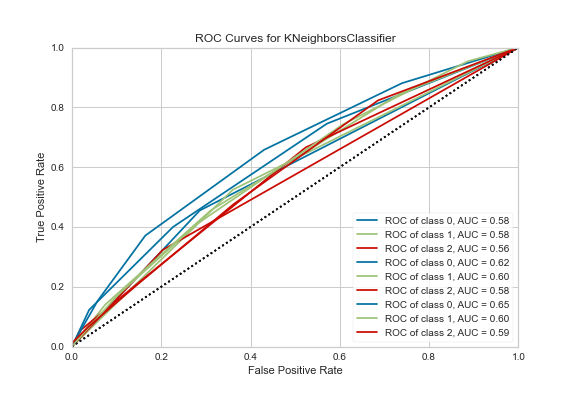 ROC Curves for KNeighborsClassifier
True Positive Rate
1.0
0.8
0.6
0.4
0.2
0.0
ROC of class 0, AUC = 0.58
ROC of class 1, AUC = 0.58
ROC of class 2, AUC = 0.56
ROC of class 0, AUC = 0.62
ROC of class 1, AUC = 0.60
ROC of class 2, AUC = 0.58
ROC of class 0, AUC = 0.65
ROC of class 1, AUC = 0.60
ROC of class 2, AUC = 0.59
0.0 0.2 0.4 0.6 0.8 1.0
False Positive Rate